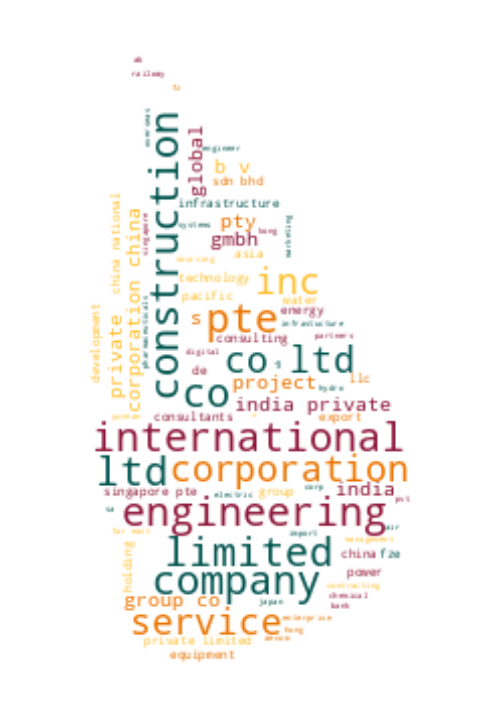 ab
railway
fz
overseas
construction
global
engineer
b v
sdn bhd
infrastructure
china national
corporation china
singapore
systems
pty
hong
marketing
gmbh
asia
sourcing
technology
inc
pacific
water
development
private
pharmaceuticals
s
pte
energy
infrastucture
consulting
partners
digital
co ltd
de
g
project
llc
hydro
co
india private
consultants
export
international
ltd
corporation
singapore pte
electric
group
corp
india
pvt
sa
engineering
air
far east
import
management
limited
china
fze
holding
company
power
contracting
chemical
bank
group co
japan
service
enterprise
kong
aecom
private limited
equipment